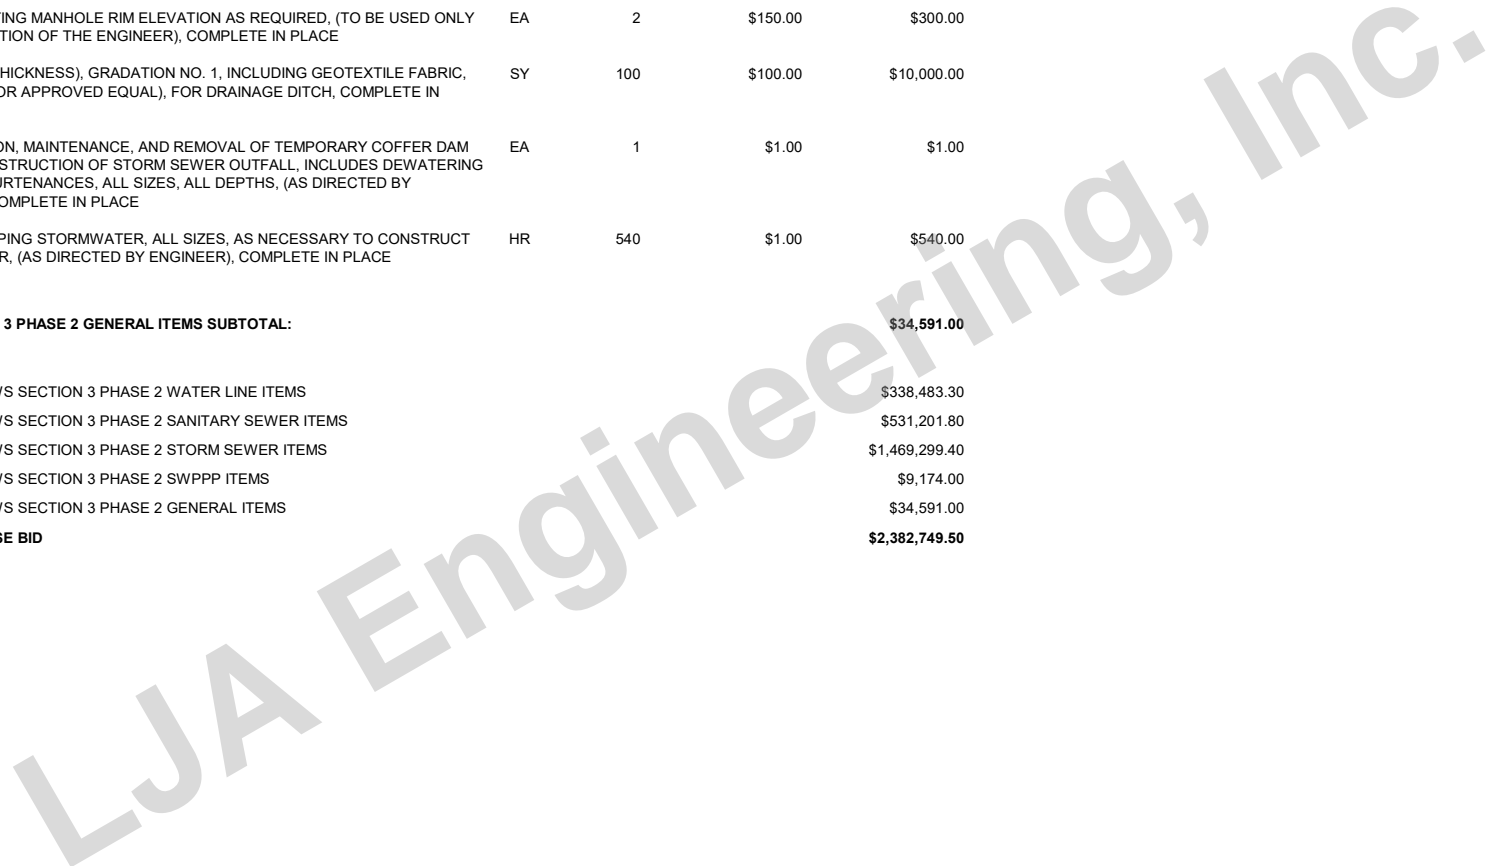 TING MANHOLE RIM ELEVATION AS REQUIRED, (TO BE USED ONLY EA 2 $150.00 $300.00
TION OF THE ENGINEER), COMPLETE IN PLACE
HICKNESS), GRADATION NO. 1, INCLUDING GEOTEXTILE FABRIC, SY 100 $100.00 $10,000.00
OR APPROVED EQUAL), FOR DRAINAGE DITCH, COMPLETE IN
ON, MAINTENANCE, AND REMOVAL OF TEMPORARY COFFER DAM EA 1 $1.00 $1.00
STRUCTION OF STORM SEWER OUTFALL, INCLUDES DEWATERING
URTENANCES, ALL SIZES, ALL DEPTHS, (AS DIRECTED BY
OMPLETE IN PLACE
PING STORMWATER, ALL SIZES, AS NECESSARY TO CONSTRUCT HR 540 $1.00 $540.00
R, (AS DIRECTED BY ENGINEER), COMPLETE IN PLACE
3 PHASE 2 GENERAL ITEMS SUBTOTAL: $34,591.00
WS SECTION 3 PHASE 2 WATER LINE ITEMS $338,483.30
WS SECTION 3 PHASE 2 SANITARY SEWER ITEMS $531,201.80
WS SECTION 3 PHASE 2 STORM SEWER ITEMS $1,469,299.40
WS SECTION 3 PHASE 2 SWPPP ITEMS $9,174.00
WS SECTION 3 PHASE 2 GENERAL ITEMS $34,591.00
SE BID $2,382,749.50
LJA Engineering, Inc.